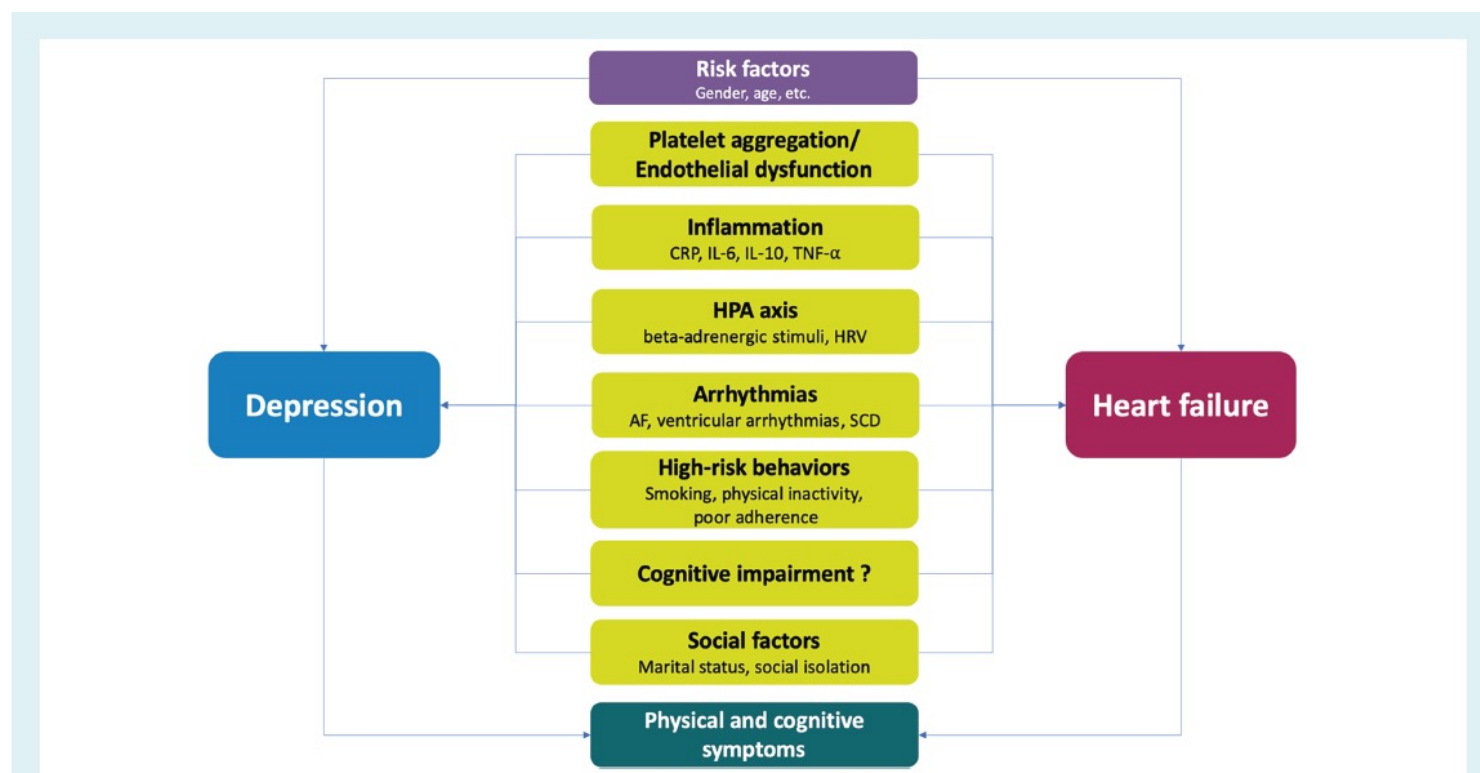 Risk factors
Gender, age, etc.
Platelet aggregation/
Endothelial dysfunction
Inflammation
CRP, IL-6, IL-10, TNF-α
HPA axis
beta-adrenergic stimuli, HRV
Depression
Arrhythmias
AF, ventricular arrhythmias, SCD
Heart failure
High-risk behaviors
Smoking, physical inactivity,
poor adherence
Cognitive impairment ?
Social factors
Marital status, social isolation
Physical and cognitive
symptoms